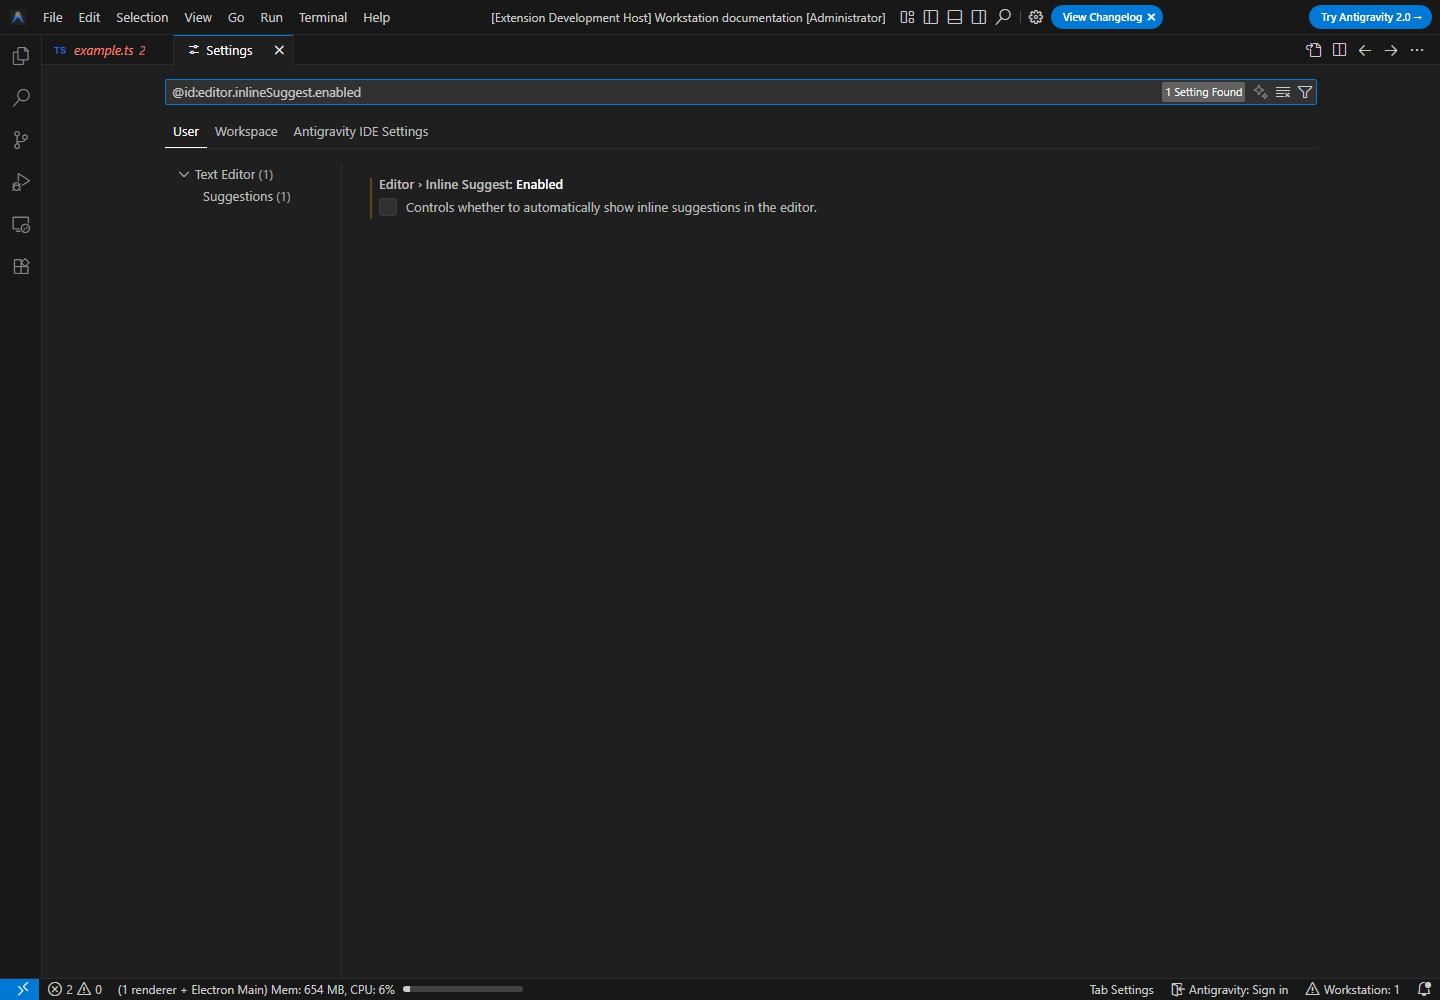 File Edit Selection View Go Run Terminal Help [Extension Development Host] Workstation documentation [Administrator] View Changelog Try Antigravity 2.0 →
TS example.ts 2 Settings
@id:editor.inlineSuggest.enabled 1 Setting Found
User Workspace Antigravity IDE Settings
Text Editor (1)
Suggestions (1)
Editor › Inline Suggest: Enabled
Controls whether to automatically show inline suggestions in the editor.
2 0 (1 renderer + Electron Main) Mem: 654 MB, CPU: 6% Tab Settings Antigravity: Sign in Workstation: 1